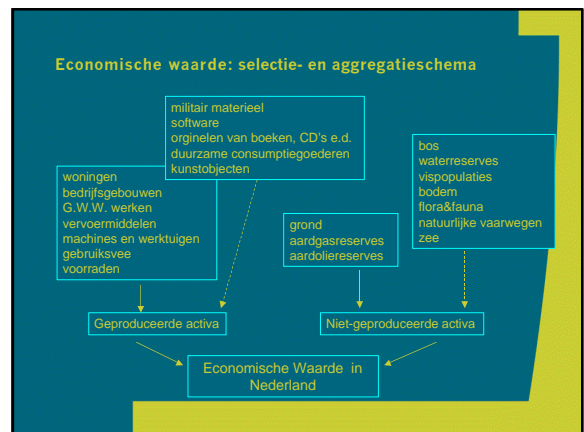 Economische waarde: selectie- en aggregatieschema
militair materieel
software
orginelen van boeken, CD's e.d.
duurzame consumptiegoederen
kunstobjecten
woningen
bedrijfsgebouwen
G.W.W. werken
vervoermiddelen
machines en werktuigen
gebruiksvee
voorraden
grond
aardgasreserves
aardoliereserves
bos
waterreserves
vispopulaties
bodem
flora&fauna
natuurlijke vaarwegen
zee
Geproduceerde activa
Niet-geproduceerde activa
Economische Waarde in
Nederland